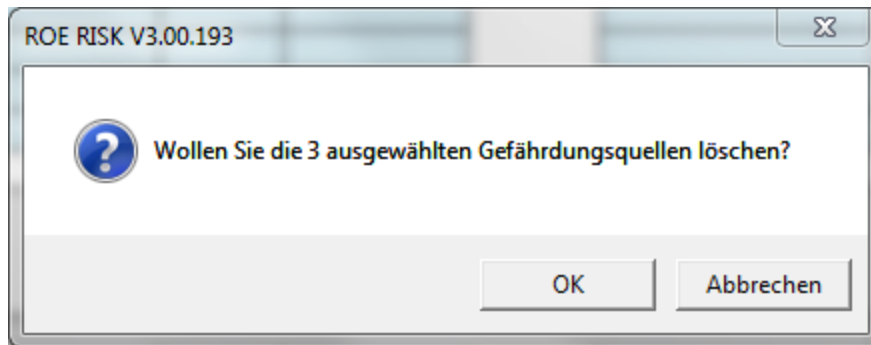 ROE RISK V3.00.193
Wollen Sie die 3 ausgewählten Gefährdungsquellen löschen?
OK
Abbrechen